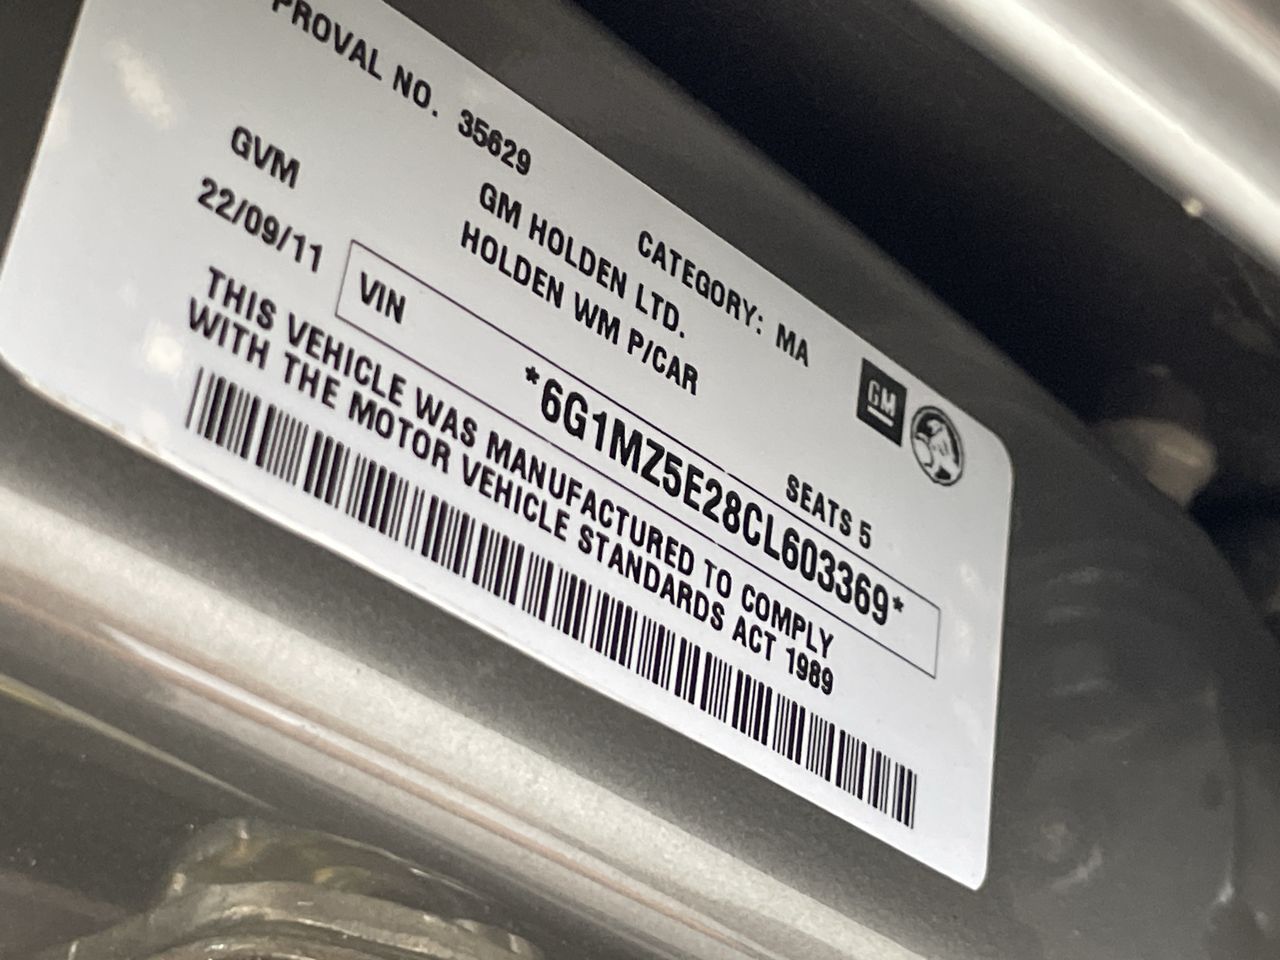 PROVAL NO. 35629
CATEGORY: MA
GM
GVM
GM HOLDEN LTD.
22/09/11
HOLDEN WM P/CAR
SEATS 5
VIN
*6G1MZ5E28CL603369*
THIS VEHICLE WAS MANUFACTURED TO COMPLY
WITH THE MOTOR VEHICLE STANDARDS ACT 1989